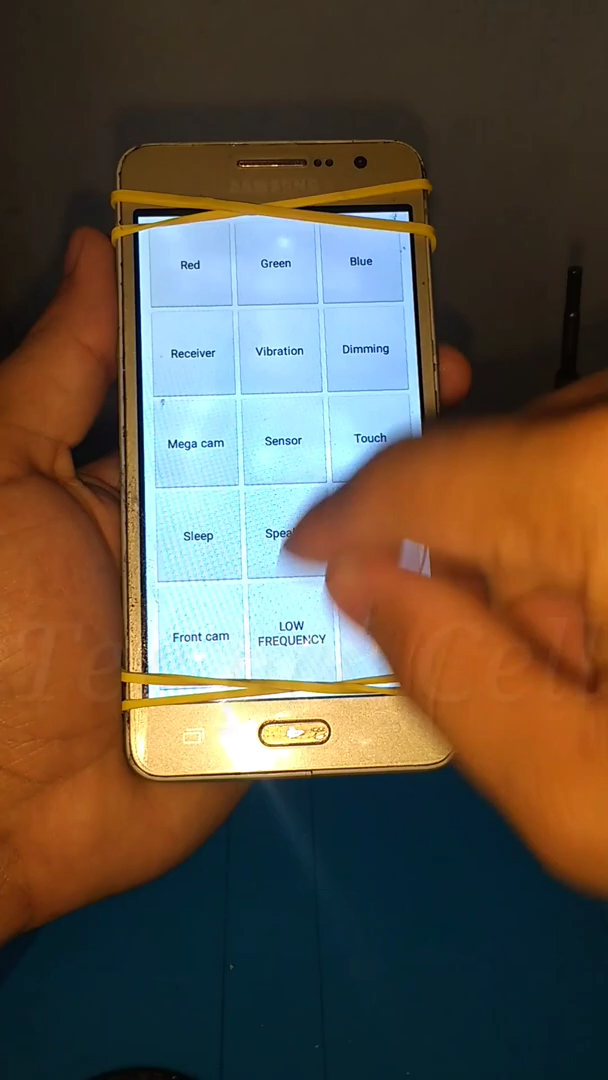 SAMSUNG
Red
Green
Blue
Receiver
Vibration
Dimming
Mega cam
Sensor
Touch
Sleep
Front cam
LOW
FREQUENCY